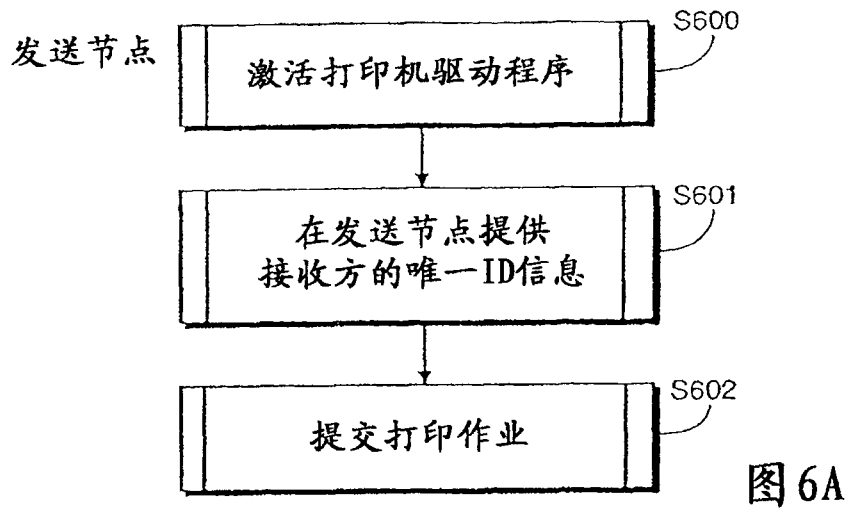 发送节点
S600
激活打印机驱动程序
S601
在发送节点提供
接收方的唯一ID信息
S602
提交打印作业
图6A